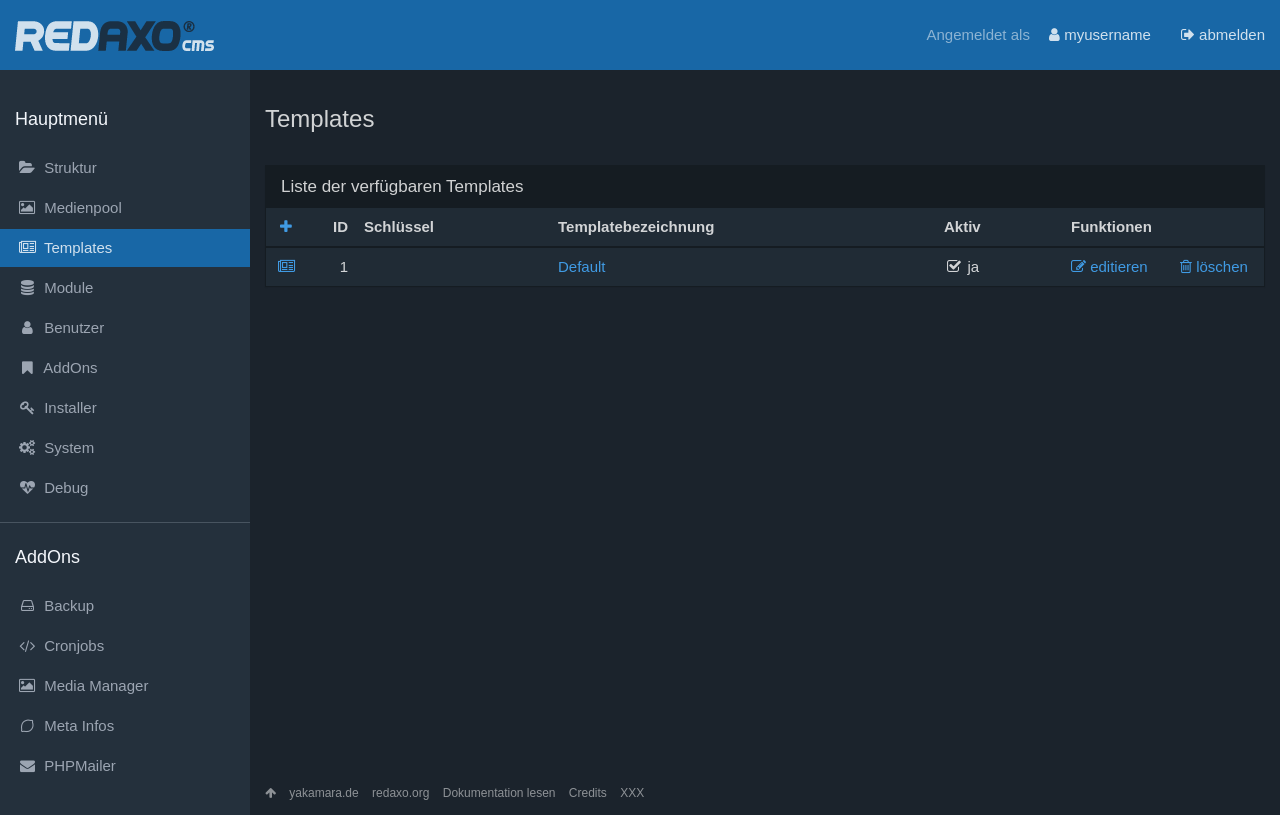 REDAXO® cms
Angemeldet als myusername abmelden
Hauptmenü
Struktur
Medienpool
Templates
Module
Benutzer
AddOns
Installer
System
Debug
AddOns
Backup
Cronjobs
Media Manager
Meta Infos
PHPMailer
Templates
Liste der verfügbaren Templates
ID Schlüssel Templatebezeichnung Aktiv Funktionen
1 Default ja editieren löschen
yakamara.de redaxo.org Dokumentation lesen Credits XXX